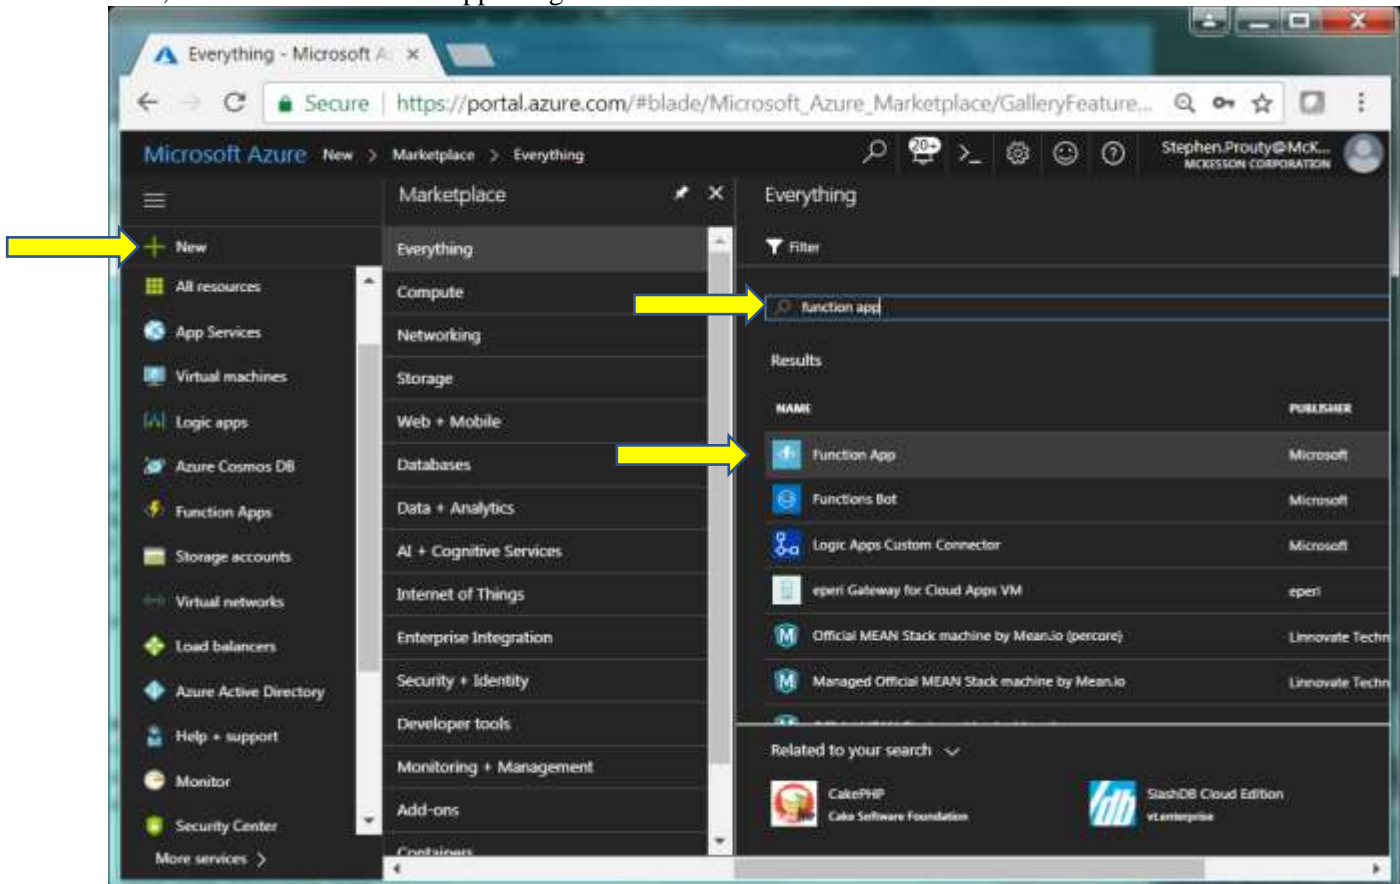 Everything - Microsoft A
Secure | https://portal.azure.com/#blade/Microsoft_Azure_Marketplace/GalleryFeature...
Microsoft Azure New > Marketplace > Everything
20+
Stephen.Prouty@McK...
MCKESSON CORPORATION
New
All resources
App Services
Virtual machines
Logic apps
Azure Cosmos DB
Function Apps
Storage accounts
Virtual networks
Load balancers
Azure Active Directory
Help + support
Monitor
Security Center
More services >
Marketplace
Everything
Compute
Networking
Storage
Web + Mobile
Databases
Data + Analytics
AI + Cognitive Services
Internet of Things
Enterprise Integration
Security + Identity
Developer tools
Monitoring + Management
Add-ons
Containers
Everything
Filter
function app
Results
NAME PUBLISHER
Function App Microsoft
Functions Bot Microsoft
Logic Apps Custom Connector Microsoft
eperi Gateway for Cloud Apps VM eperi
Official MEAN Stack machine by Mean.io (percore) Linnovate Techn
Managed Official MEAN Stack machine by Mean.io Linnovate Techn
Related to your search
CakePHP
Cake Software Foundation
SlashDB Cloud Edition
vt.enterprise